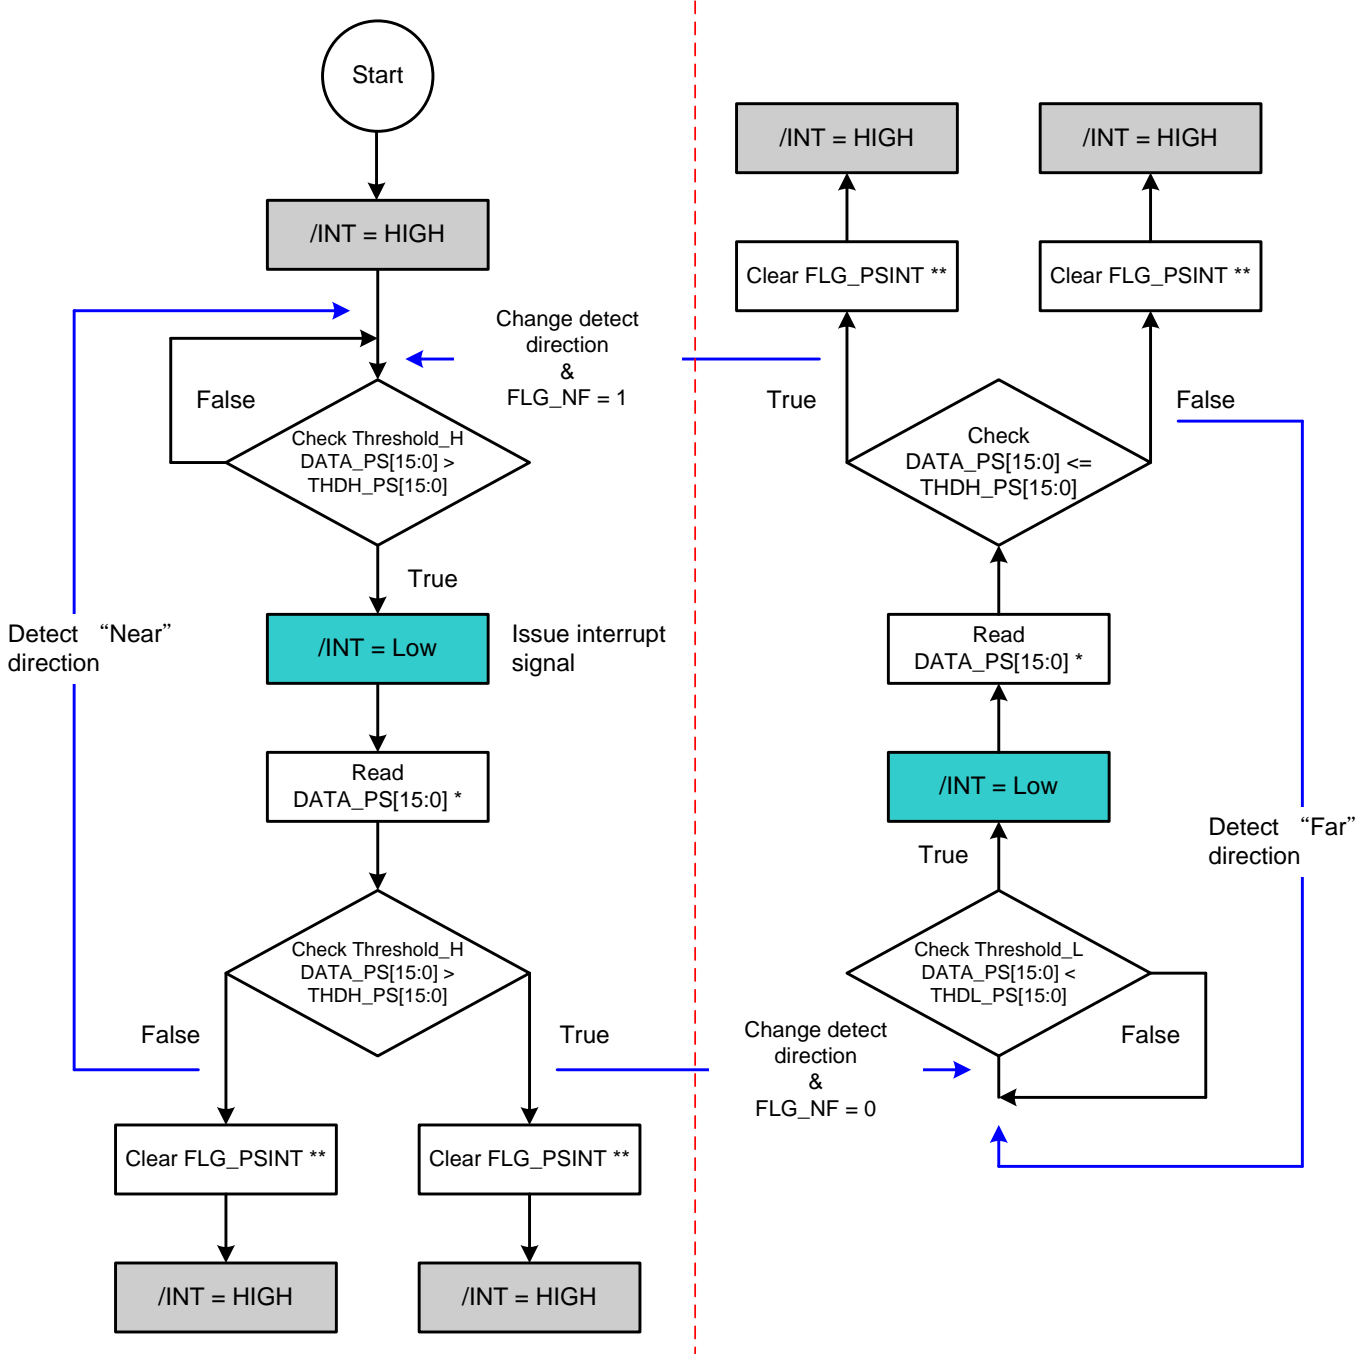 Start
/INT = HIGH
Change detect
direction
&
FLG_NF = 1
False
Check Threshold_H
DATA_PS[15:0] >
THDH_PS[15:0]
True
Detect “Near”
direction
/INT = Low
Issue interrupt
signal
Read
DATA_PS[15:0] *
Check Threshold_H
DATA_PS[15:0] >
THDH_PS[15:0]
False
True
Clear FLG_PSINT **
Clear FLG_PSINT **
/INT = HIGH
/INT = HIGH
/INT = HIGH
/INT = HIGH
Clear FLG_PSINT **
Clear FLG_PSINT **
True
False
Check
DATA_PS[15:0] <=
THDH_PS[15:0]
Read
DATA_PS[15:0] *
/INT = Low
Detect “Far”
direction
True
Check Threshold_L
DATA_PS[15:0] <
THDL_PS[15:0]
False
Change detect
direction
&
FLG_NF = 0